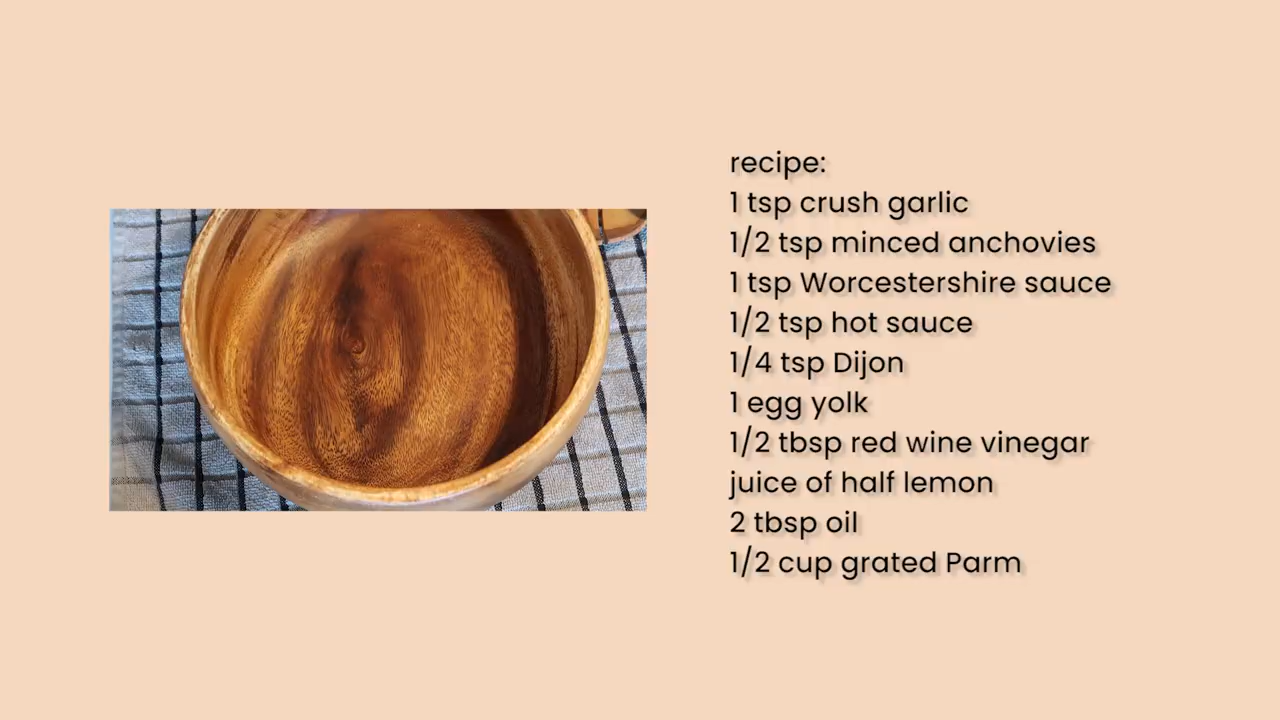 recipe:
1 tsp crush garlic
1/2 tsp minced anchovies
1 tsp Worcestershire sauce
1/2 tsp hot sauce
1/4 tsp Dijon
1 egg yolk
1/2 tbsp red wine vinegar
juice of half lemon
2 tbsp oil
1/2 cup grated Parm